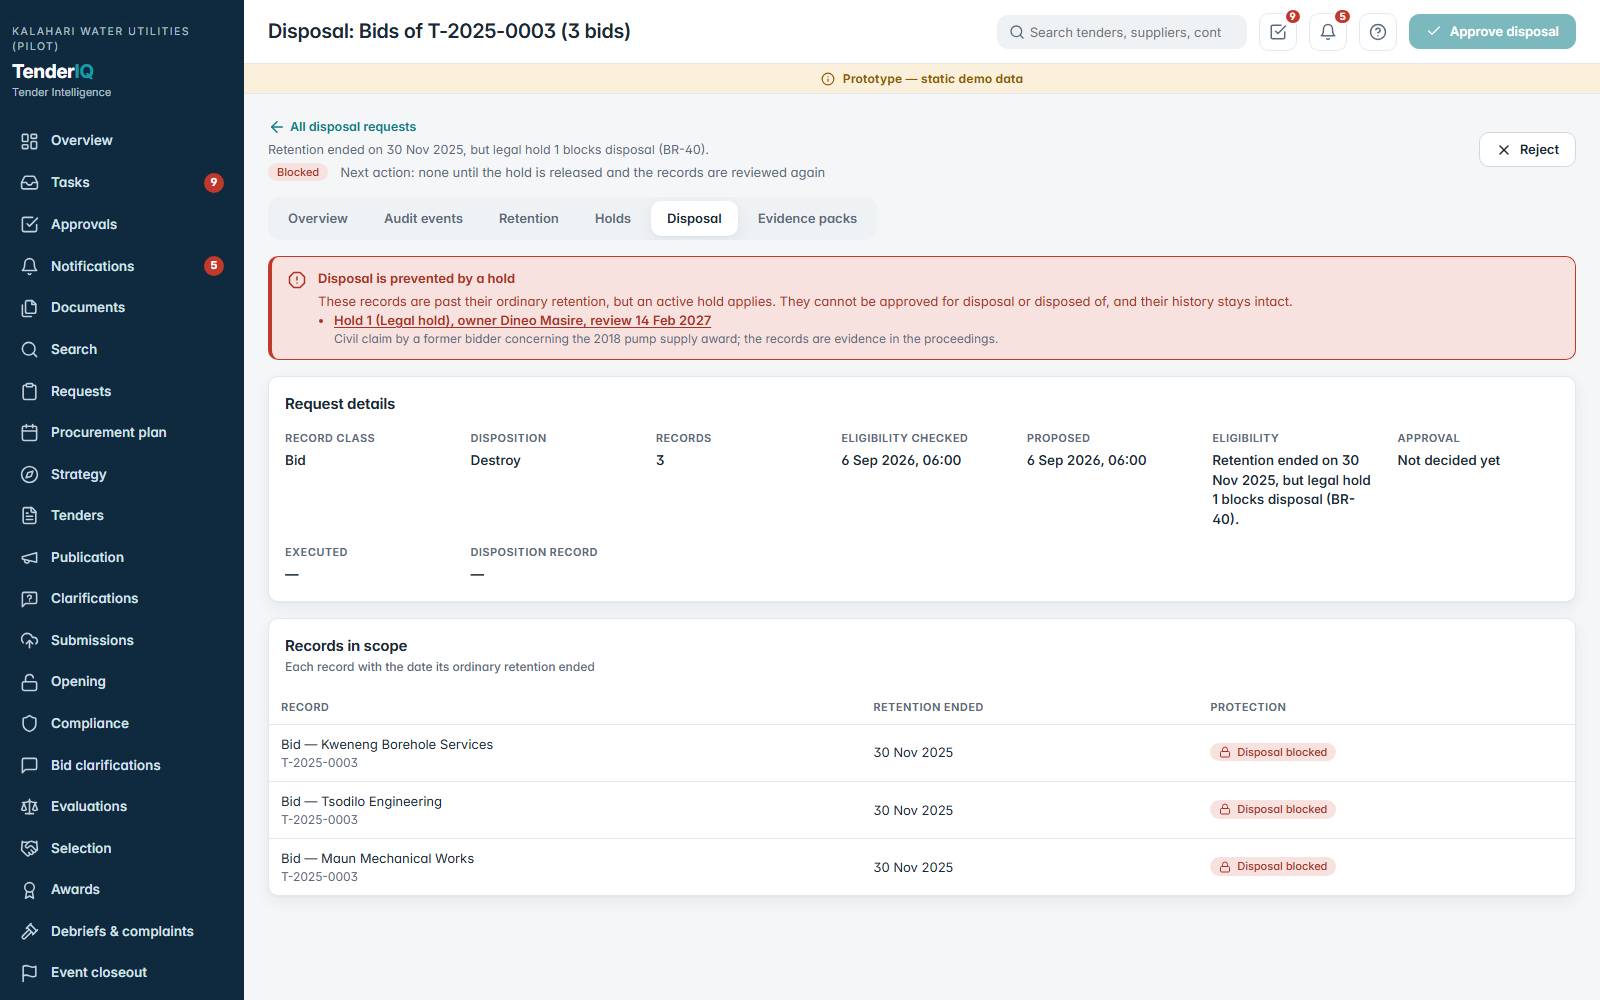 KALAHARI WATER UTILITIES
(PILOT)
TenderIQ
Tender Intelligence
Overview
Tasks 9
Approvals
Notifications 5
Documents
Search
Requests
Procurement plan
Strategy
Tenders
Publication
Clarifications
Submissions
Opening
Compliance
Bid clarifications
Evaluations
Selection
Awards
Debriefs & complaints
Event closeout
Disposal: Bids of T-2025-0003 (3 bids)
Search tenders, suppliers, cont
9
5
Approve disposal
Prototype — static demo data
All disposal requests
Retention ended on 30 Nov 2025, but legal hold 1 blocks disposal (BR-40).
Blocked Next action: none until the hold is released and the records are reviewed again
Reject
Overview Audit events Retention Holds Disposal Evidence packs
Disposal is prevented by a hold
These records are past their ordinary retention, but an active hold applies. They cannot be approved for disposal or disposed of, and their history stays intact.
• Hold 1 (Legal hold), owner Dineo Masire, review 14 Feb 2027
Civil claim by a former bidder concerning the 2018 pump supply award; the records are evidence in the proceedings.
Request details
RECORD CLASS
Bid
DISPOSITION
Destroy
RECORDS
3
ELIGIBILITY CHECKED
6 Sep 2026, 06:00
PROPOSED
6 Sep 2026, 06:00
ELIGIBILITY
Retention ended on 30
Nov 2025, but legal hold
1 blocks disposal (BR-
40).
APPROVAL
Not decided yet
EXECUTED
—
DISPOSITION RECORD
—
Records in scope
Each record with the date its ordinary retention ended
RECORD RETENTION ENDED PROTECTION
Bid — Kweneng Borehole Services
T-2025-0003
30 Nov 2025
Disposal blocked
Bid — Tsodilo Engineering
T-2025-0003
30 Nov 2025
Disposal blocked
Bid — Maun Mechanical Works
T-2025-0003
30 Nov 2025
Disposal blocked